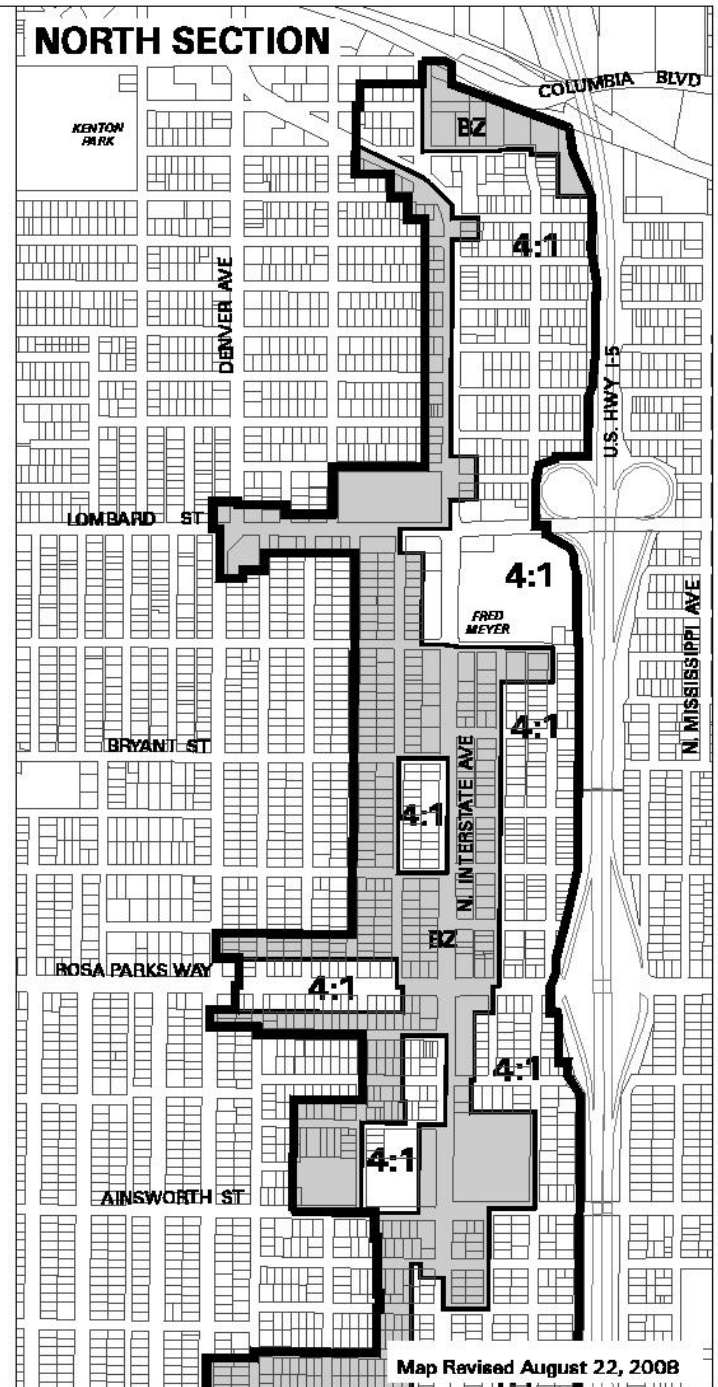 NORTH SECTION
COLUMBIA BLVD
KENTON
PARK
BZ
4:1
DENVER AVE
U.S. HWY I-5
LOMBARD ST
4:1
FRED
MEYER
N. MISSISSIPPI AVE
4:1
BRYANT ST
N. INTERSTATE AVE
4:1
BZ
ROSA PARKS WAY
4:1
4:1
4:1
AINSWORTH ST
Map Revised August 22, 2008